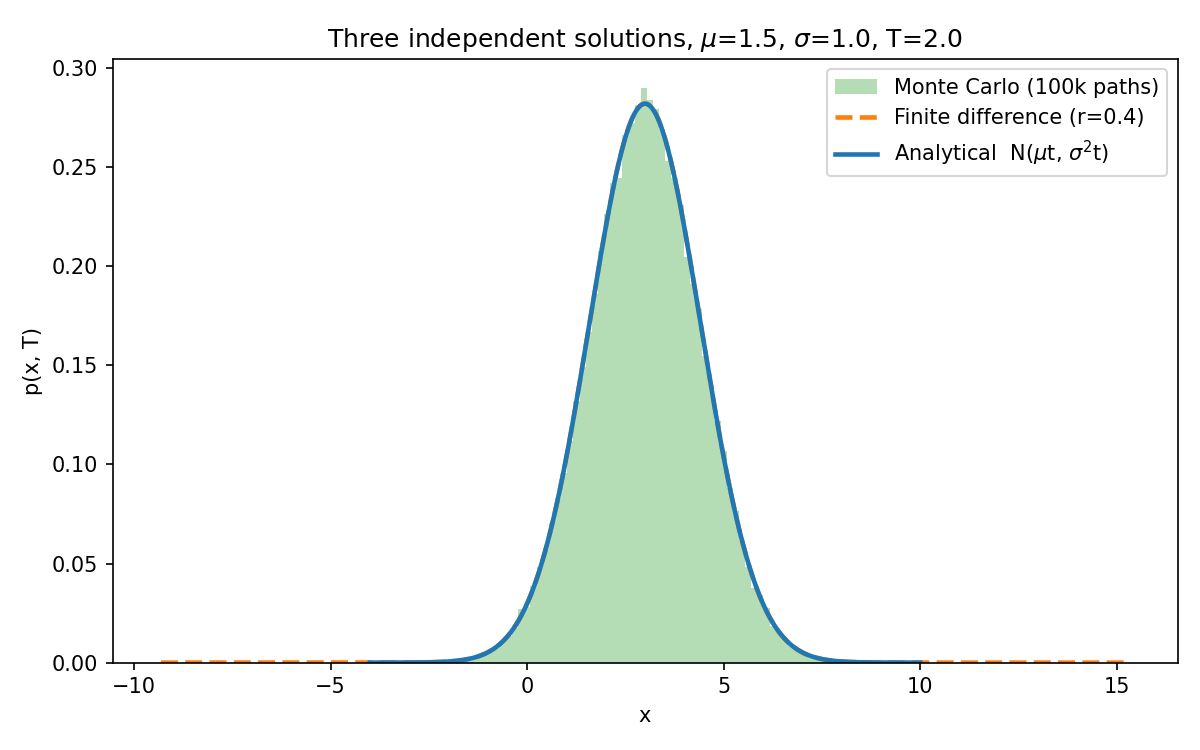 Three independent solutions, μ=1.5, σ=1.0, T=2.0
Monte Carlo (100k paths)
Finite difference (r=0.4)
Analytical  N(μt, σ²t)
p(x, T)
0.30
0.25
0.20
0.15
0.10
0.05
0.00
−10
−5
0
5
10
15
x